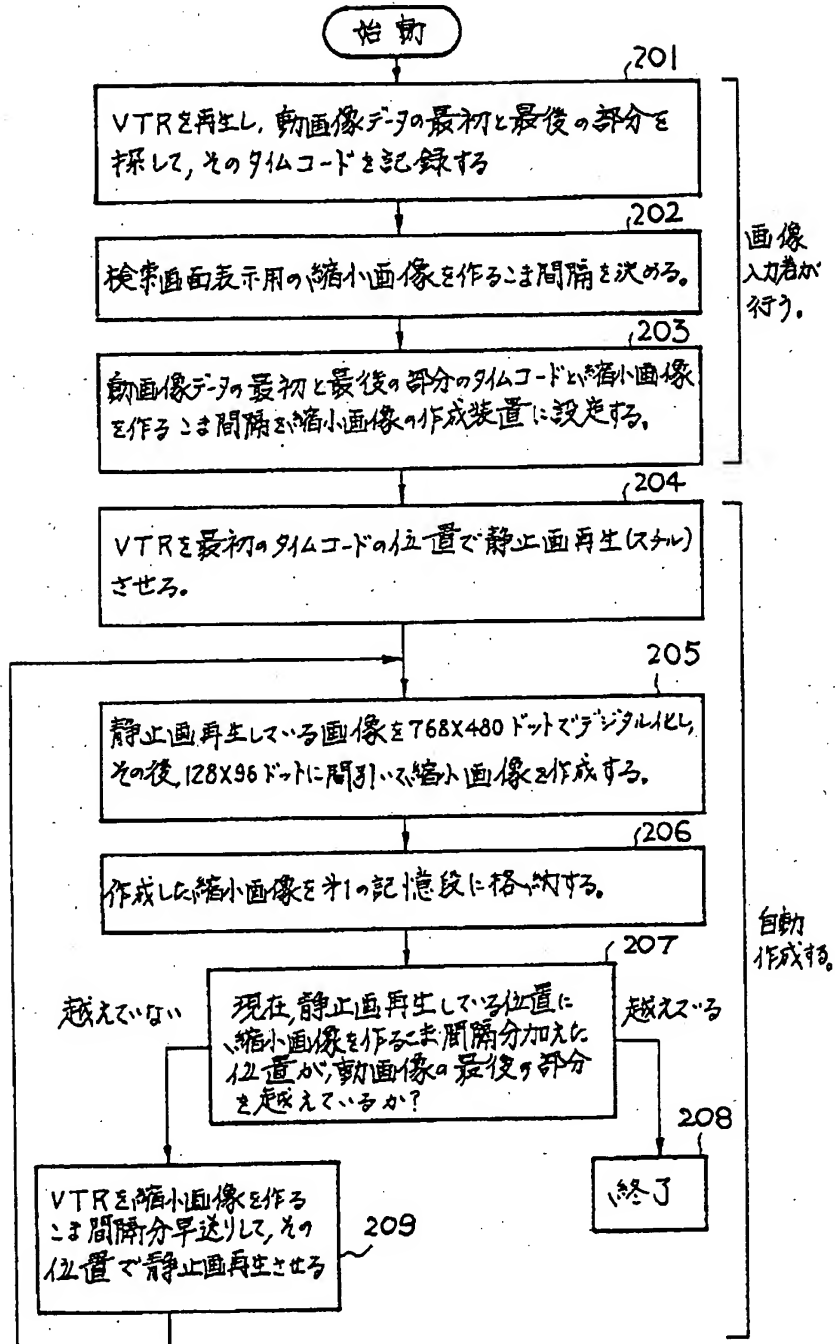 始動
201
VTRを再生し,動画像データの最初と最後の部分を
探して,そのタイムコードを記録する
202
検索画面表示用の縮小画像を作るこま間隔を決める。
203
動画像データの最初と最後の部分のタイムコードと縮小画像
を作るこま間隔を縮小画像の作成装置に設定する。
画像
入力者が
行う。
204
VTRを最初のタイムコードの位置で静止画再生(スチル)
させる。
205
静止画再生している画像を768X480ドットでデジタル化し,
その後,128X96ドットに間引いて縮小画像を作成する。
206
作成した縮小画像を第1の記憶段に格納する。
207
越えていない
現在,静止画再生している位置に
縮小画像を作るこま間隔分加えた
位置が,動画像の最後の部分
を越えているか?
越えている
自動
作成する。
208
終了
VTRを縮小画像を作る
こま間隔分早送りして,その
位置で静止画再生させる
209